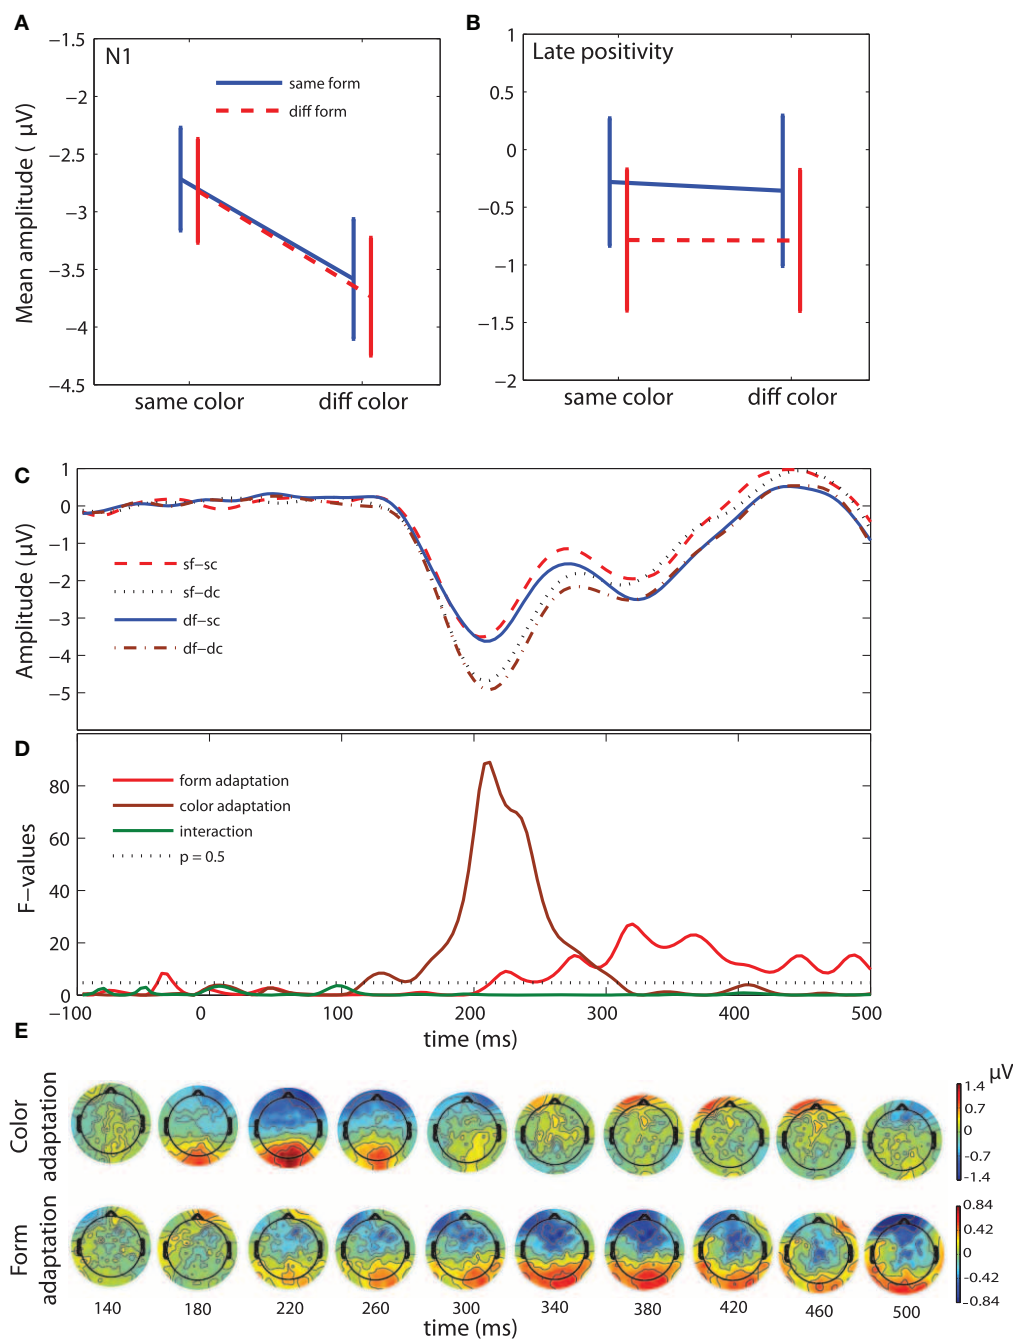 A
B
−1.5
−2
−2.5
−3
−3.5
−4
−4.5
Mean amplitude ( μV)
N1
same form
diff form
same color
diff color
1
0.5
0
−0.5
−1
−1.5
−2
Late positivity
same color
diff color
C
1
0
−1
−2
−3
−4
−5
Amplitude (μV)
sf−sc
sf−dc
df−sc
df−dc
D
80
60
40
20
0
F−values
form adaptation
color adaptation
interaction
p = 0.5
−100
0
100
200
300
400
500
time (ms)
E
Color
adaptation
μV
1.4
0.7
0
-0.7
-1.4
Form
adaptation
0.84
0.42
0
-0.42
-0.84
140
180
220
260
300
340
380
420
460
500
time (ms)